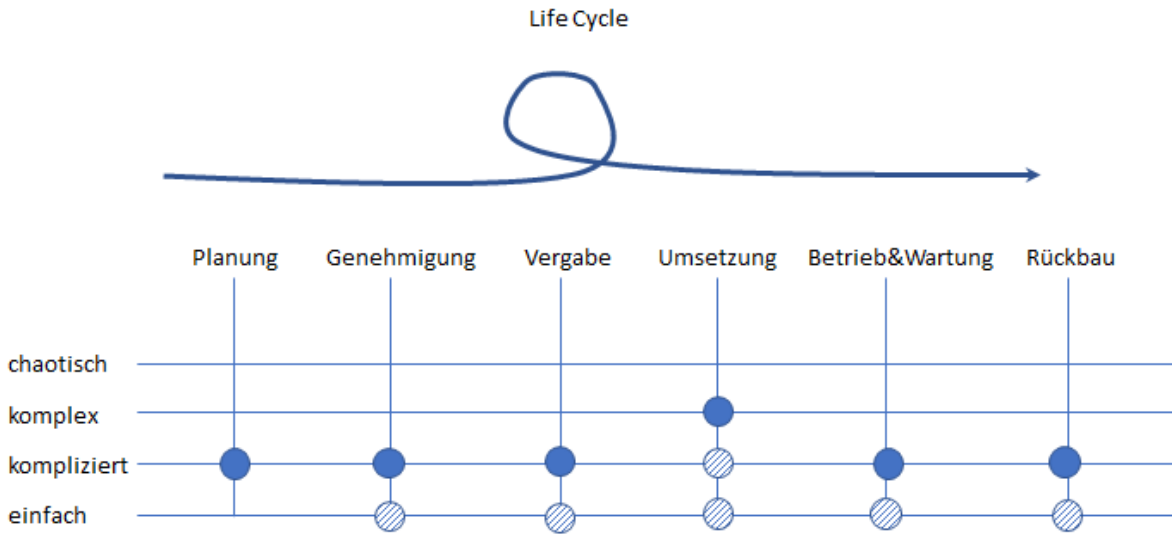 Life Cycle
Planung Genehmigung Vergabe Umsetzung Betrieb&Wartung Rückbau
chaotisch
komplex
kompliziert
einfach